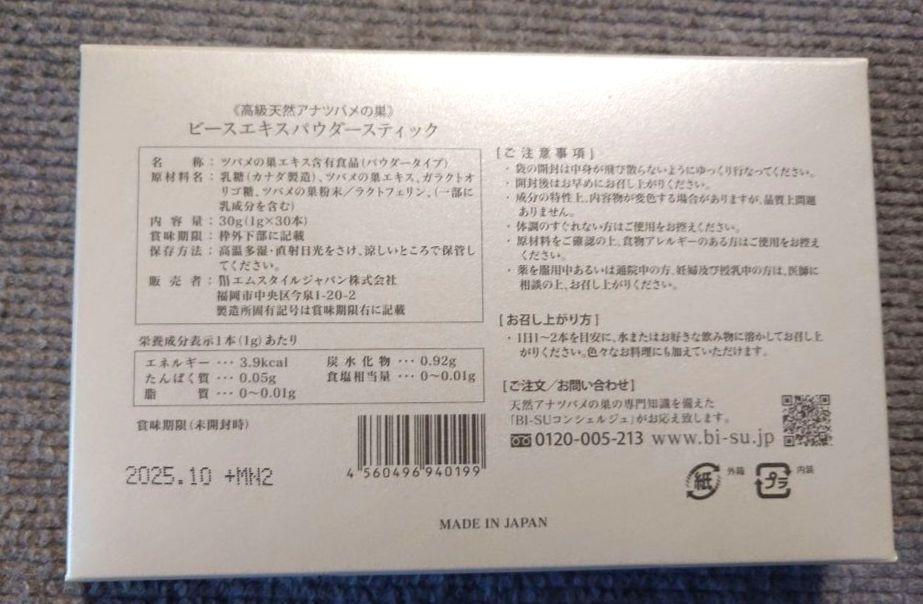 《高級天然アナツバメの巣》
ビースエキスパウダースティック
名　　称：ツバメの巣エキス含有食品(パウダータイプ)
原材料名：乳糖(カナダ製造)、ツバメの巣エキス、ガラクトオ
リゴ糖、ツバメの巣粉末／ラクトフェリン、(一部に
乳成分を含む)
内 容 量：30g(1g×30本)
賞味期限：枠外下部に記載
保存方法：高温多湿・直射日光をさけ、涼しいところで保管し
てください。
販 売 者：エムスタイルジャパン株式会社
福岡市中央区今泉1-20-2
製造所固有記号は賞味期限右に記載
栄養成分表示1本(1g)あたり
エネルギー … 3.9kcal　炭 水 化 物 … 0.92g
たんぱく質 … 0.05g　食塩相当量 … 0〜0.01g
脂　　質 … 0〜0.01g
賞味期限(未開封時)
2025.10 +MN2
4 560496 940199
[ご注意事項]
・袋の開封は中身が飛び散らないようにゆっくり行なってください。
・開封後はお早めにお召し上がりください。
・成分の特性上、内容物が変色する場合がありますが、品質上問題
ありません。
・体調のすぐれない方はご使用をお控えください。
・原材料をご確認の上、食物アレルギーのある方はご使用をお控え
ください。
・薬を服用中あるいは通院中の方、妊婦及び授乳中の方は、医師に
相談の上、お召し上がりください。
[お召し上がり方]
・1日1〜2本を目安に、水またはお好きな飲み物に溶かしてお召し上
がりください。色々なお料理にも加えていただけます。
[ご注文/お問い合わせ]
天然アナツバメの巣の専門知識を備えた
「BI-SUコンシェルジュ」がお応え致します。
0120-005-213 www.bi-su.jp
紙 外箱 プラ 内装
MADE IN JAPAN